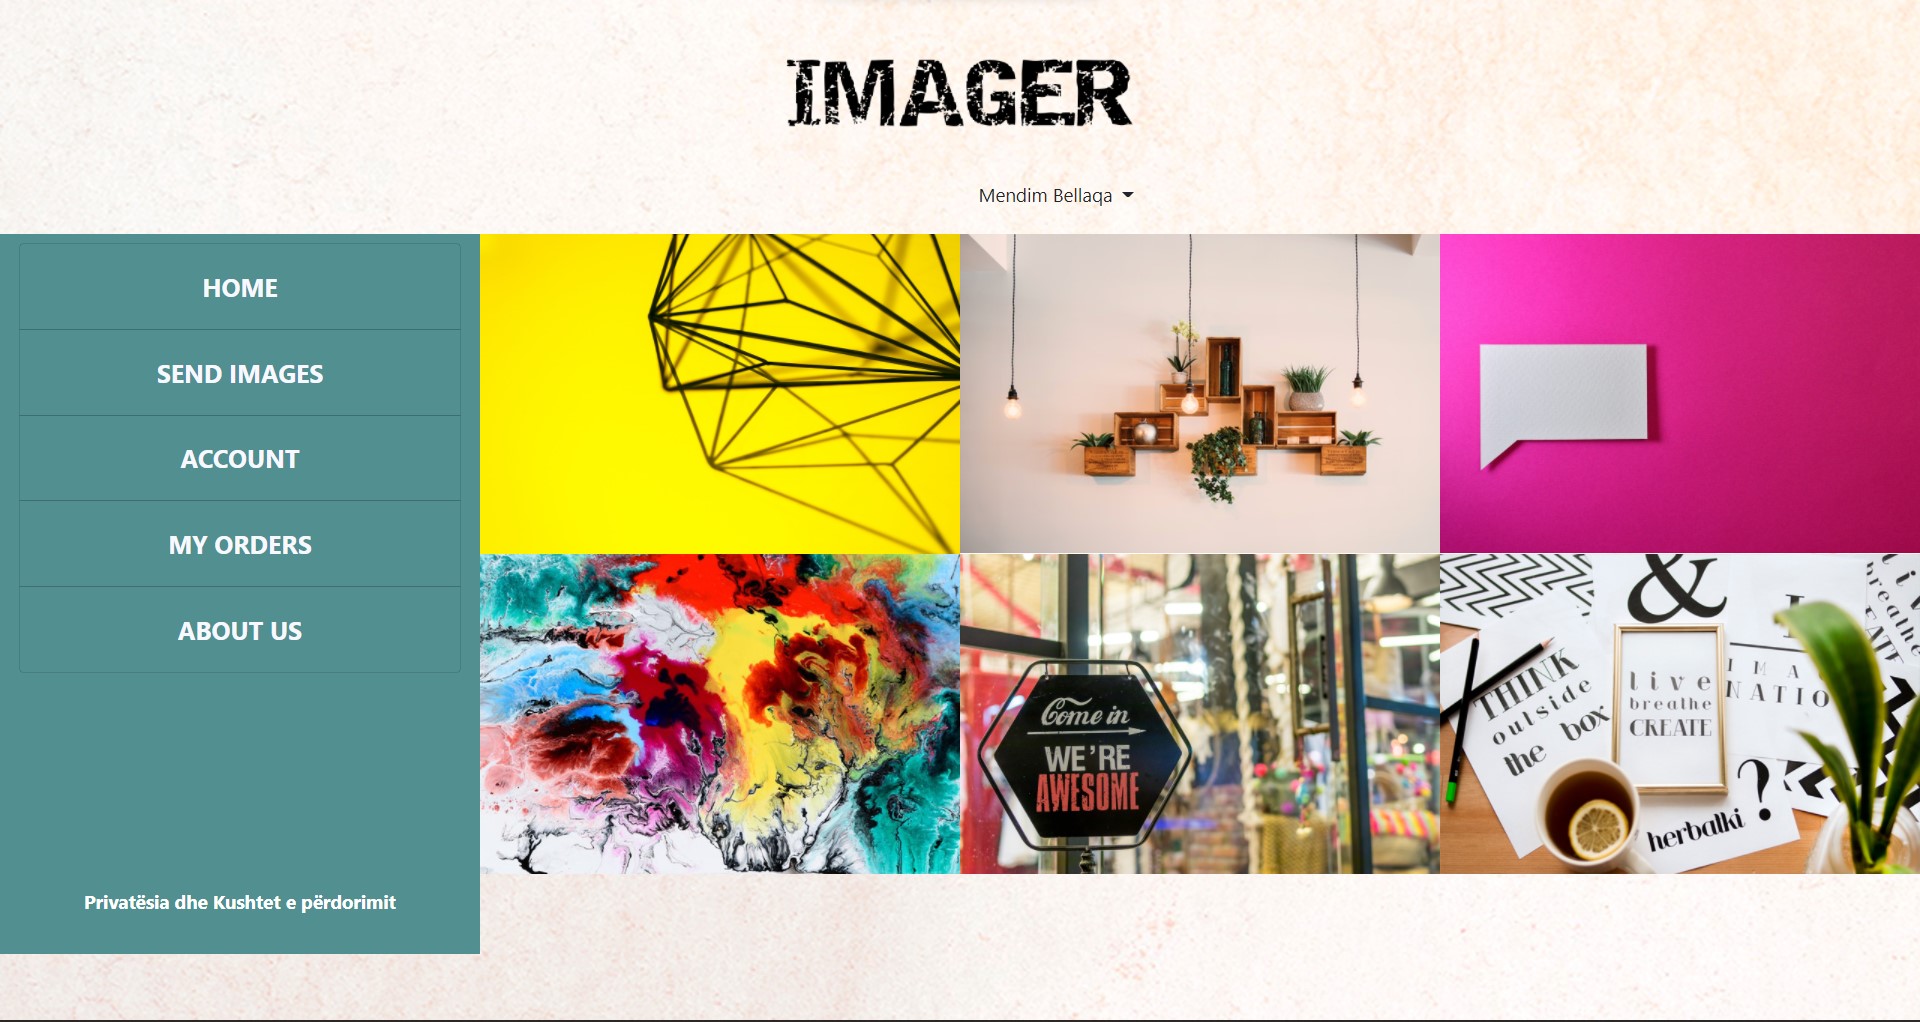 IMAGER
Mendim Bellaqa
HOME
SEND IMAGES
ACCOUNT
MY ORDERS
ABOUT US
Privatësia dhe Kushtet e përdorimit
Come in
WE'RE
AWESOME
&
THINK
outside
the box
live
breathe
CREATE
I M A
NATIO
herbalki
?